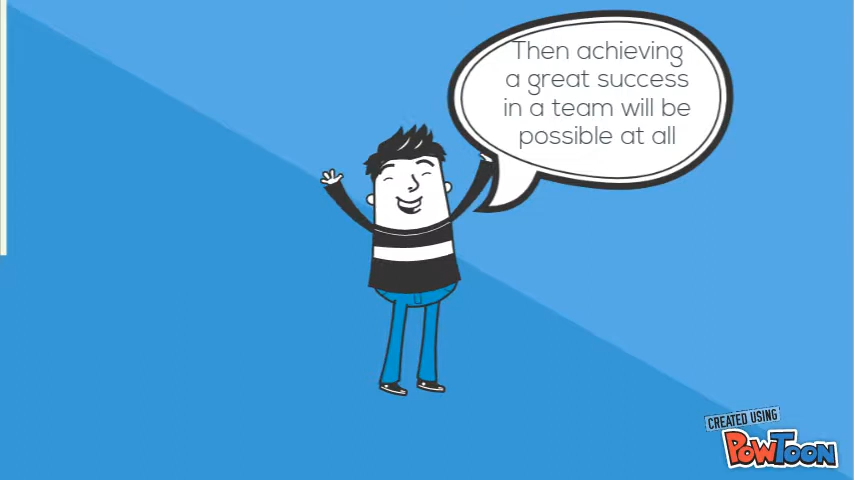 Then achieving
a great success
in a team will be
possible at all
CREATED USING
POWTOON